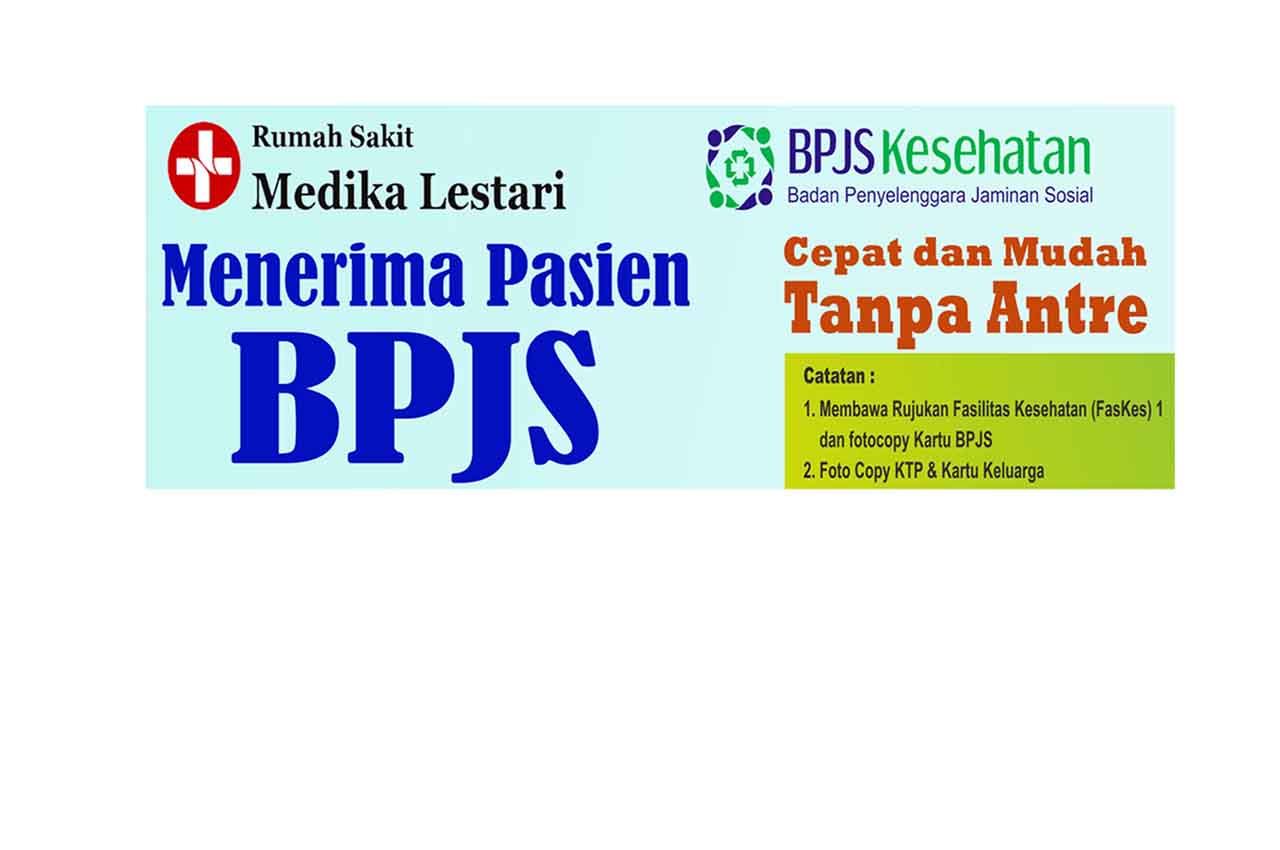 Rumah Sakit
Medika Lestari
Menerima Pasien
BPJS
BPJS Kesehatan
Badan Penyelenggara Jaminan Sosial
Cepat dan Mudah
Tanpa Antre
Catatan :
1. Membawa Rujukan Fasilitas Kesehatan (FasKes) 1
dan fotocopy Kartu BPJS
2. Foto Copy KTP & Kartu Keluarga